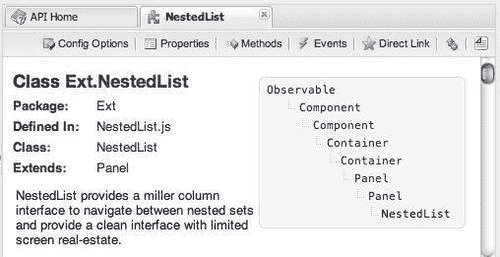 API Home
NestedList
Config Options
Properties
Methods
Events
Direct Link
Class Ext.NestedList
Package: Ext
Defined In: NestedList.js
Class: NestedList
Extends: Panel
NestedList provides a miller column
interface to navigate between nested sets
and provide a clean interface with limited
screen real-estate.
Observable
Component
Component
Container
Container
Panel
Panel
NestedList